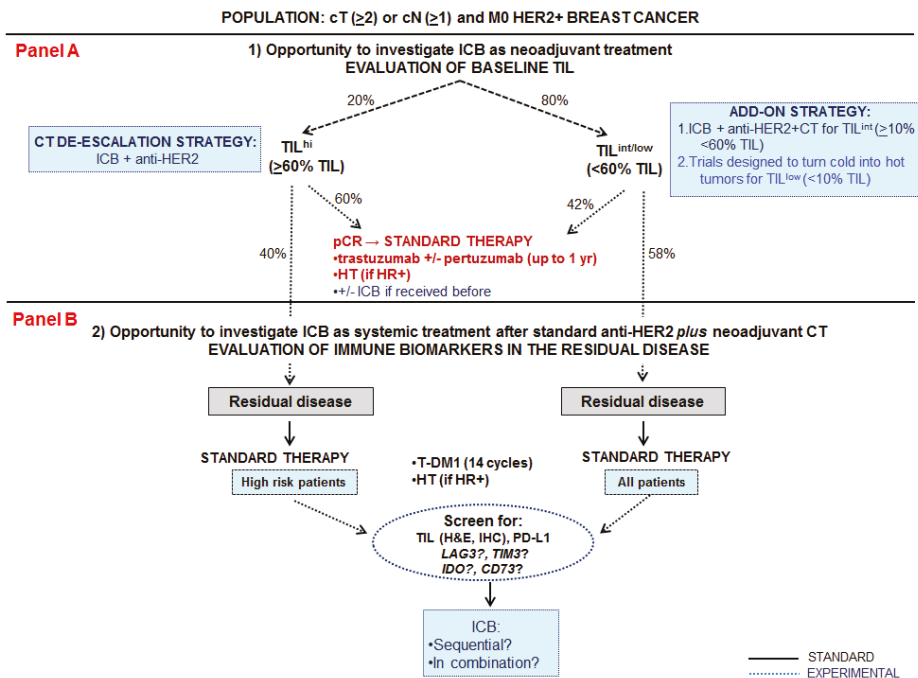 POPULATION: cT (≥2) or cN (≥1) and M0 HER2+ BREAST CANCER
Panel A
1) Opportunity to investigate ICB as neoadjuvant treatment
EVALUATION OF BASELINE TIL
20%
80%
CT DE-ESCALATION STRATEGY:
ICB + anti-HER2
TILhi
(≥60% TIL)
TILint/low
(<60% TIL)
ADD-ON STRATEGY:
1.ICB + anti-HER2+CT for TILint (≥10%
<60% TIL)
2.Trials designed to turn cold into hot
tumors for TILlow (<10% TIL)
60%
42%
40%
58%
pCR → STANDARD THERAPY
•trastuzumab +/- pertuzumab (up to 1 yr)
•HT (if HR+)
•+/- ICB if received before
Panel B
2) Opportunity to investigate ICB as systemic treatment after standard anti-HER2 plus neoadjuvant CT
EVALUATION OF IMMUNE BIOMARKERS IN THE RESIDUAL DISEASE
Residual disease
Residual disease
STANDARD THERAPY
High risk patients
•T-DM1 (14 cycles)
•HT (if HR+)
STANDARD THERAPY
All patients
Screen for:
TIL (H&E, IHC), PD-L1
LAG3?, TIM3?
IDO?, CD73?
ICB:
•Sequential?
•In combination?
STANDARD
EXPERIMENTAL